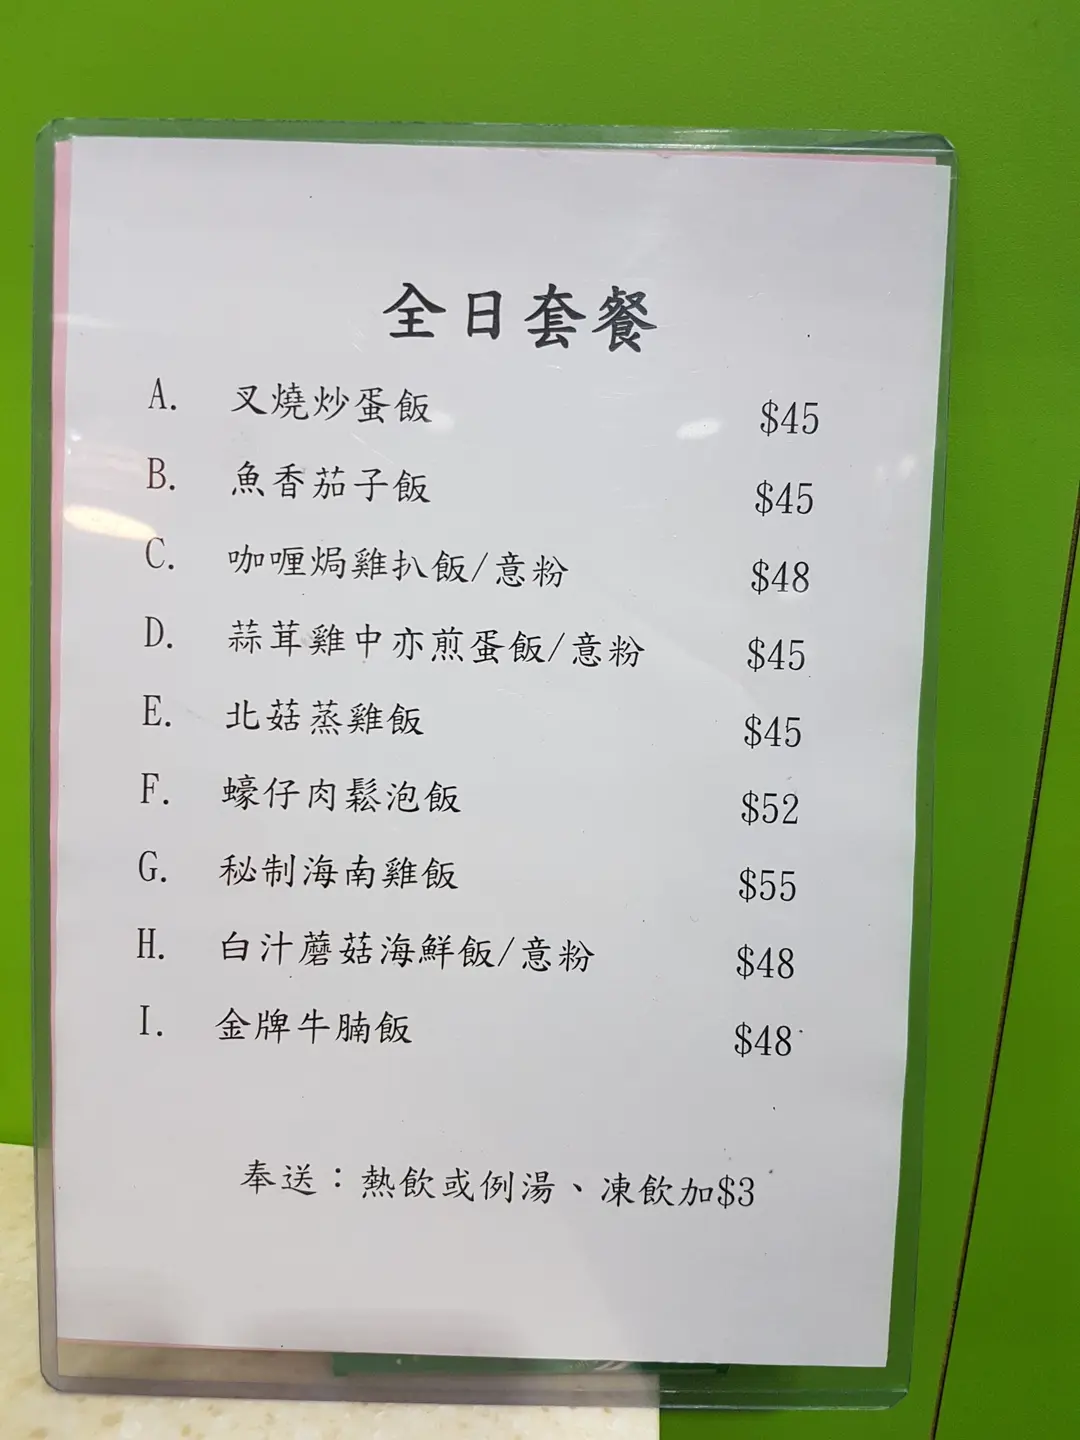 全日套餐
A. 叉燒炒蛋飯 $45
B. 魚香茄子飯 $45
C. 咖喱焗雞扒飯/意粉 $48
D. 蒜茸雞中亦煎蛋飯/意粉 $45
E. 北菇蒸雞飯 $45
F. 蠔仔肉鬆泡飯 $52
G. 秘制海南雞飯 $55
H. 白汁蘑菇海鮮飯/意粉 $48
I. 金牌牛腩飯 $48
奉送：熱飲或例湯、凍飲加$3